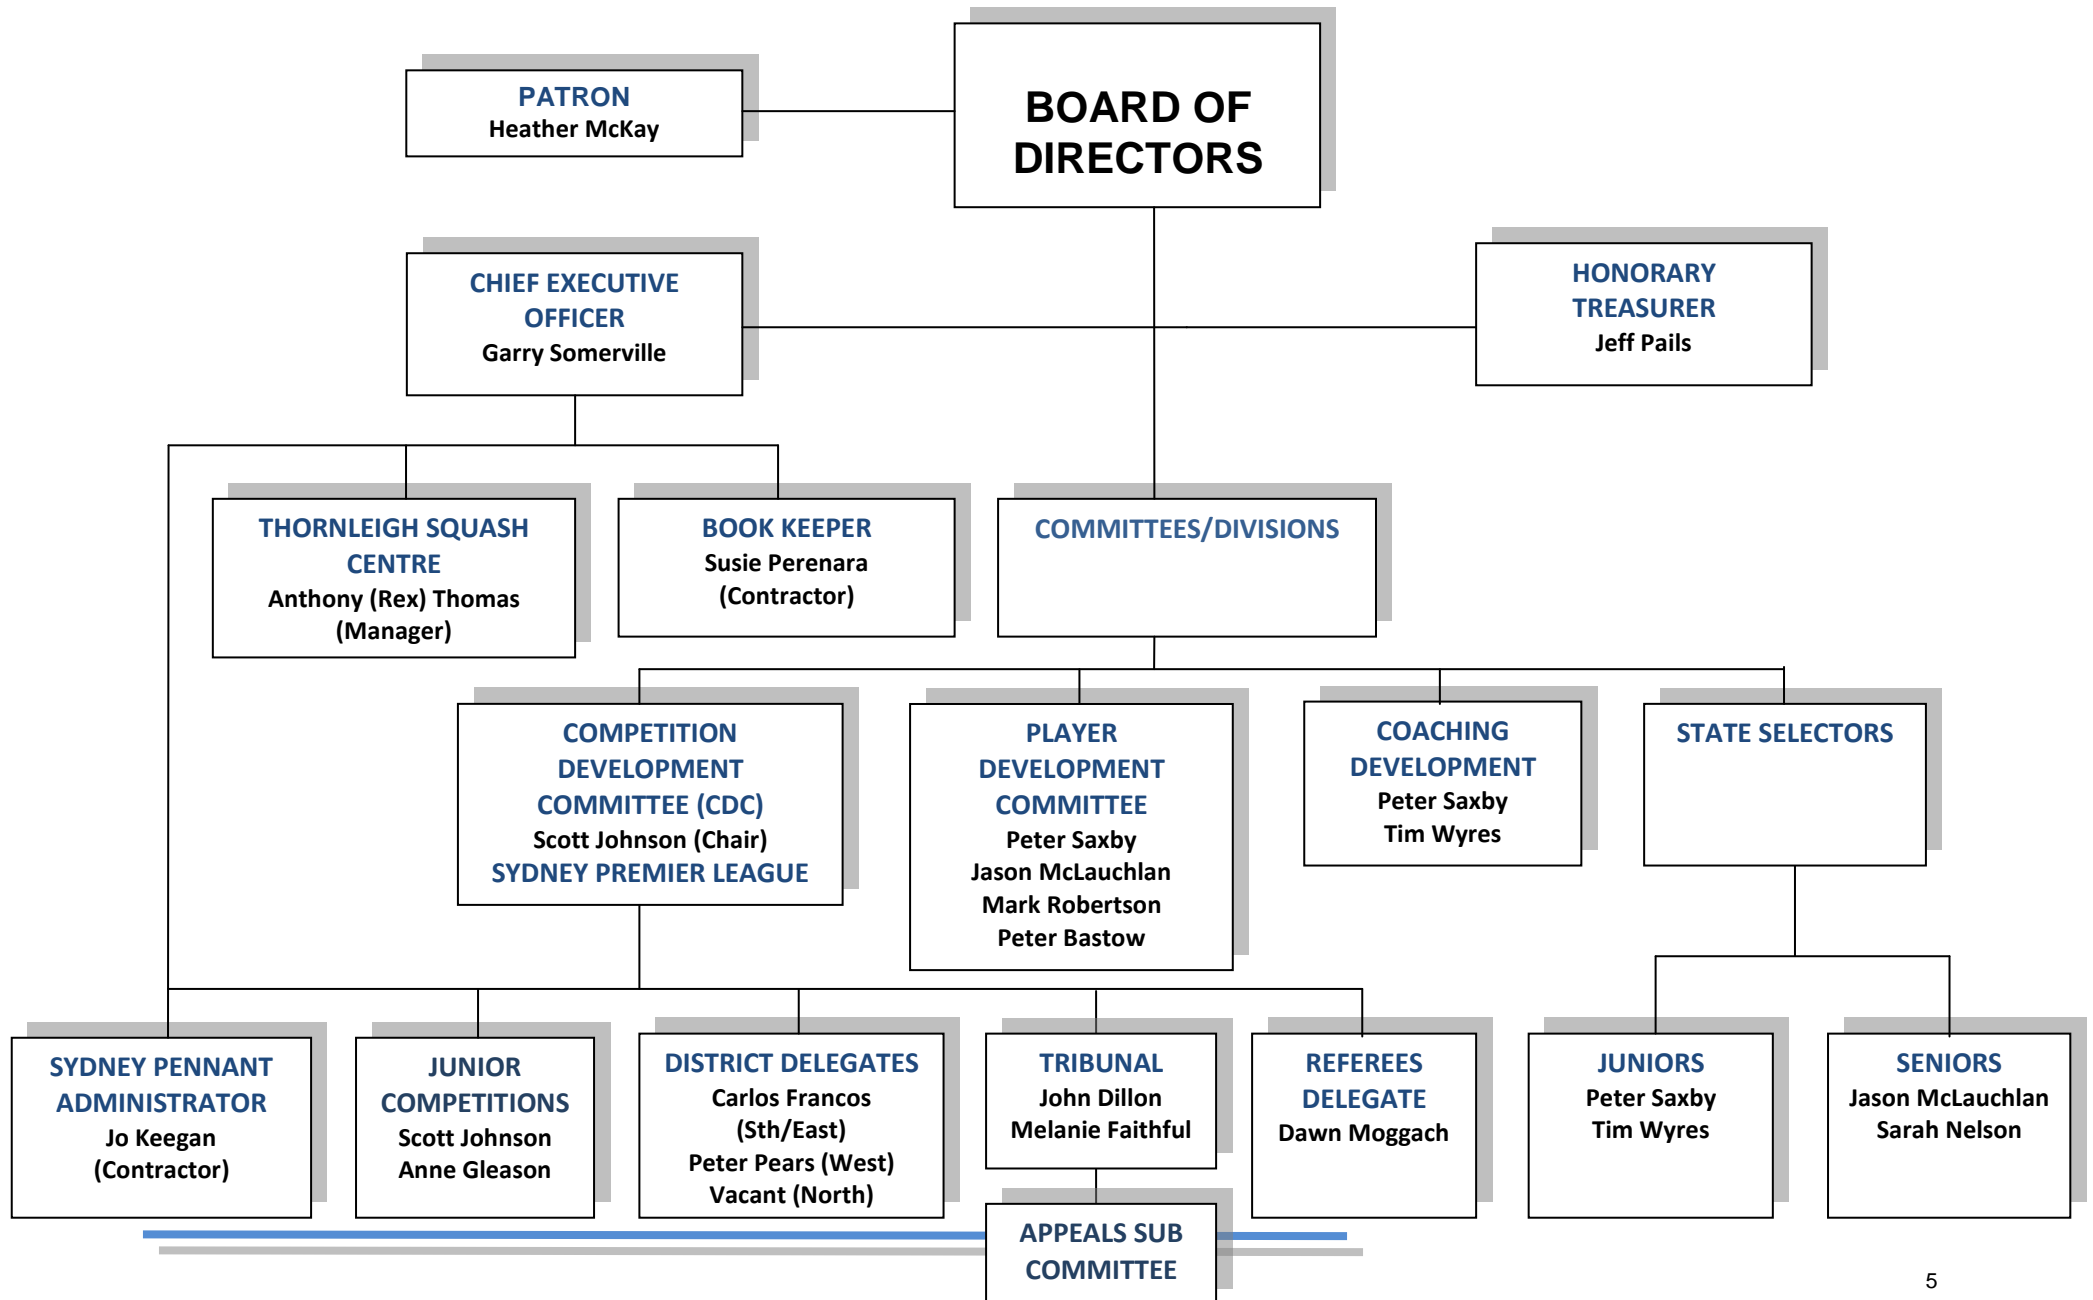 PATRON
Heather McKay
BOARD OF
DIRECTORS
CHIEF EXECUTIVE
OFFICER
Garry Somerville
HONORARY
TREASURER
Jeff Pails
THORNLEIGH SQUASH
CENTRE
Anthony (Rex) Thomas
(Manager)
BOOK KEEPER
Susie Perenara
(Contractor)
COMMITTEES/DIVISIONS
COMPETITION
DEVELOPMENT
COMMITTEE (CDC)
Scott Johnson (Chair)
SYDNEY PREMIER LEAGUE
PLAYER
DEVELOPMENT
COMMITTEE
Peter Saxby
Jason McLauchlan
Mark Robertson
Peter Bastow
COACHING
DEVELOPMENT
Peter Saxby
Tim Wyres
STATE SELECTORS
SYDNEY PENNANT
ADMINISTRATOR
Jo Keegan
(Contractor)
JUNIOR
COMPETITIONS
Scott Johnson
Anne Gleason
DISTRICT DELEGATES
Carlos Francos
(Sth/East)
Peter Pears (West)
Vacant (North)
TRIBUNAL
John Dillon
Melanie Faithful
REFEREES
DELEGATE
Dawn Moggach
JUNIORS
Peter Saxby
Tim Wyres
SENIORS
Jason McLauchlan
Sarah Nelson
APPEALS SUB
COMMITTEE
5